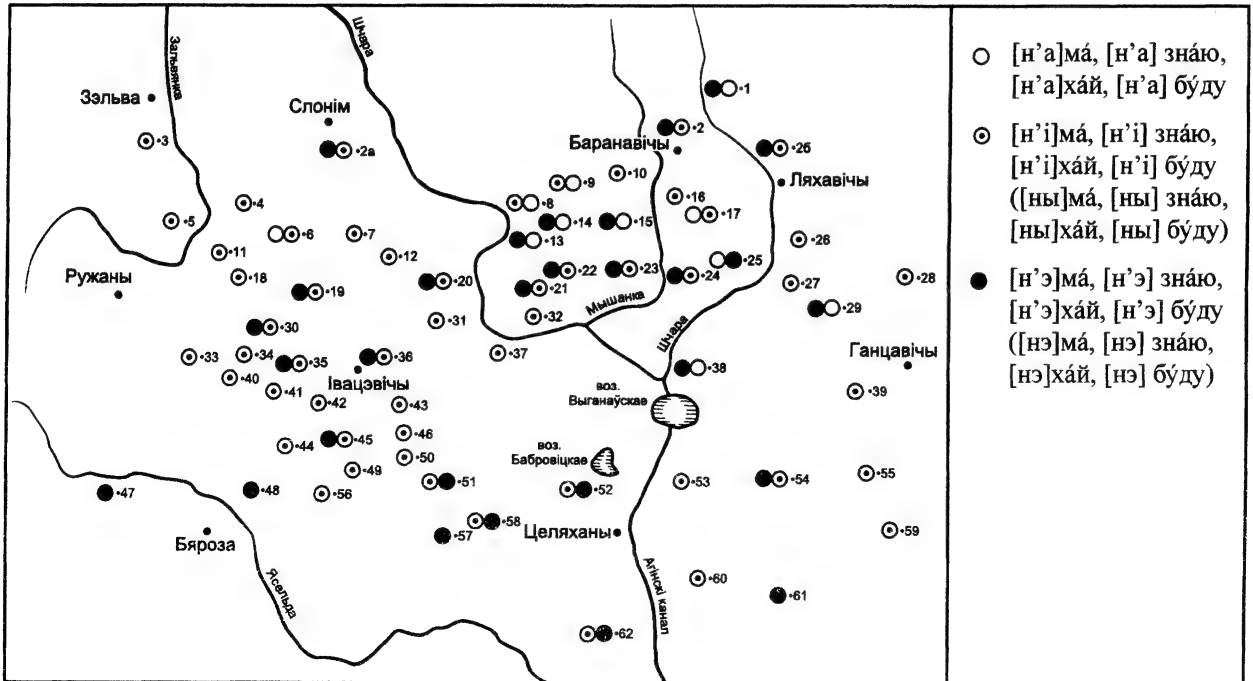 Зальвянка
Шчара
Зэльва
Слонім
Баранавічы
Ляхавічы
Ружаны
Мышанка
Шчара
Ганцавічы
Івацэвічы
воз.
Выганаўскае
воз.
Бабровіцкае
Бяроза
Целяханы
Ясельда
Агінскі канал
1
2
2а
2б
3
4
5
6
7
8
9
10
11
12
13
14
15
16
17
18
19
20
21
22
23
24
25
26
27
28
29
30
31
32
33
34
35
36
37
38
39
40
41
42
43
44
45
46
47
48
49
50
51
52
53
54
55
56
57
58
59
60
61
62
[н’а]ма́, [н’а] зна́ю,
[н’а]ха́й, [н’а] бу́ду
[н’і]ма́, [н’і] зна́ю,
[н’і]ха́й, [н’і] бу́ду
([ны]ма́, [ны] зна́ю,
[ны]ха́й, [ны] бу́ду)
[н’э]ма́, [н’э] зна́ю,
[н’э]ха́й, [н’э] бу́ду
([нэ]ма́, [нэ] зна́ю,
[нэ]ха́й, [нэ] бу́ду)